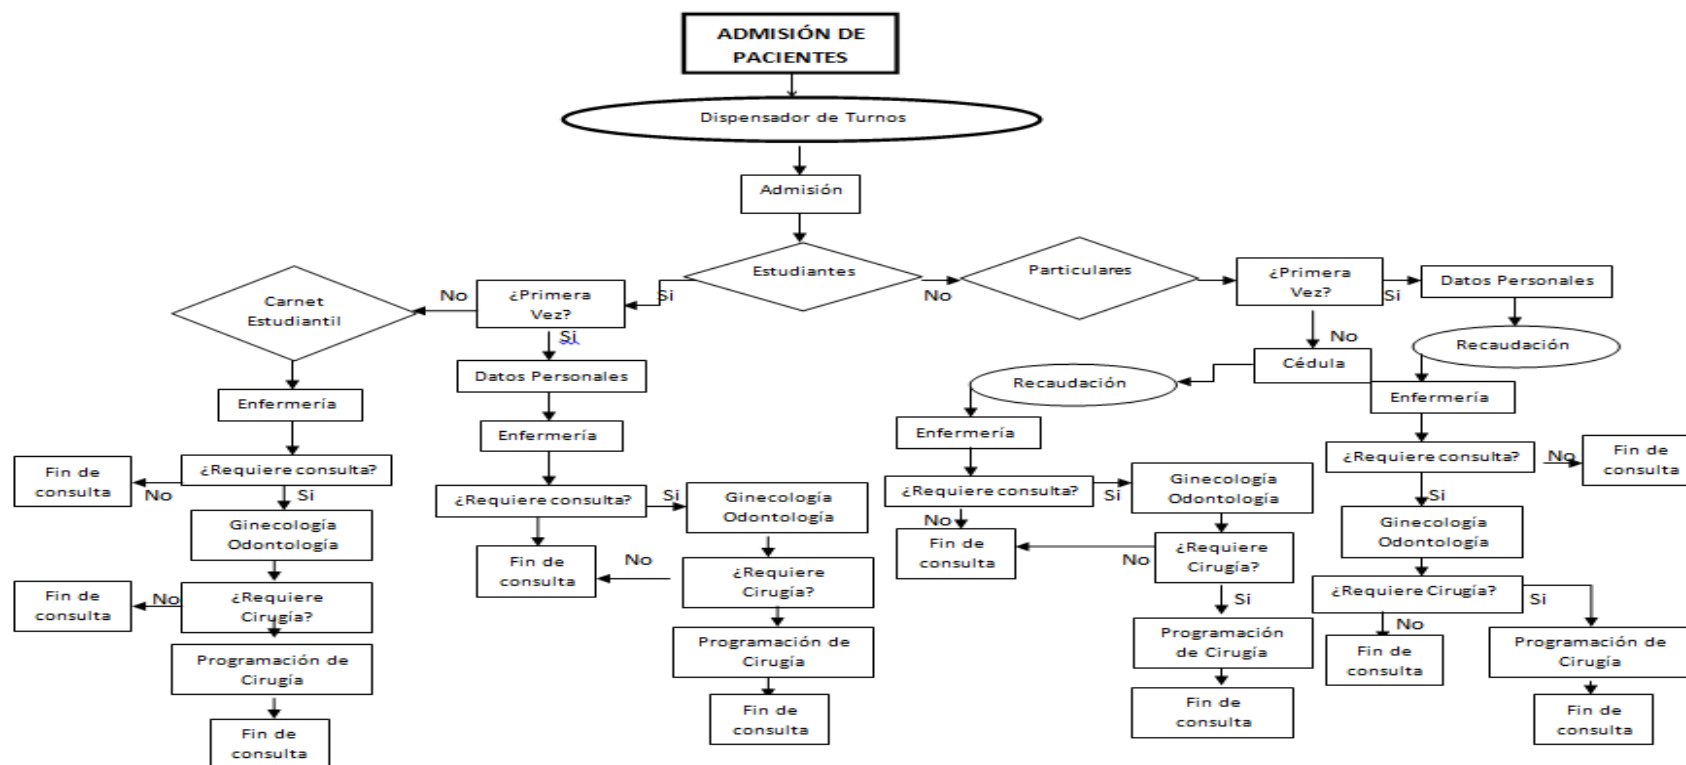 ADMISIÓN DE
PACIENTES
Dispensador de Turnos
Admisión
Estudiantes
Si
No
Particulares
¿Primera
Vez?
Si
No
Datos Personales
Recaudación
Cédula
Recaudación
Carnet
Estudiantil
No
¿Primera
Vez?
Si
Enfermería
¿Requiere consulta?
No
Fin de
consulta
Si
Ginecología
Odontología
¿Requiere
Cirugía?
No
Fin de
consulta
Programación de
Cirugía
Fin de
consulta
Datos Personales
Enfermería
¿Requiere consulta?
Si
Ginecología
Odontología
Fin de
consulta
No
¿Requiere
Cirugía?
Programación de
Cirugía
Fin de
consulta
Enfermería
¿Requiere consulta?
Si
Ginecología
Odontología
No
Fin de
consulta
No
¿Requiere
Cirugía?
Si
Programación
de Cirugía
Fin de
consulta
Enfermería
¿Requiere consulta?
No
Fin de
consulta
Si
Ginecología
Odontología
¿Requiere Cirugía?
Si
No
Fin de
consulta
Programación de
Cirugía
Fin de
consulta